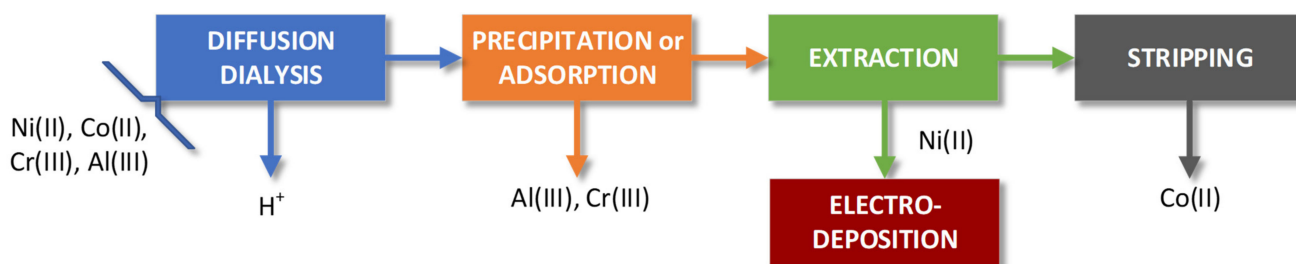 DIFFUSION
DIALYSIS
PRECIPITATION or
ADSORPTION
EXTRACTION
STRIPPING
Ni(II), Co(II),
Cr(III), Al(III)
H⁺
Al(III), Cr(III)
Ni(II)
Co(II)
ELECTRO-
DEPOSITION